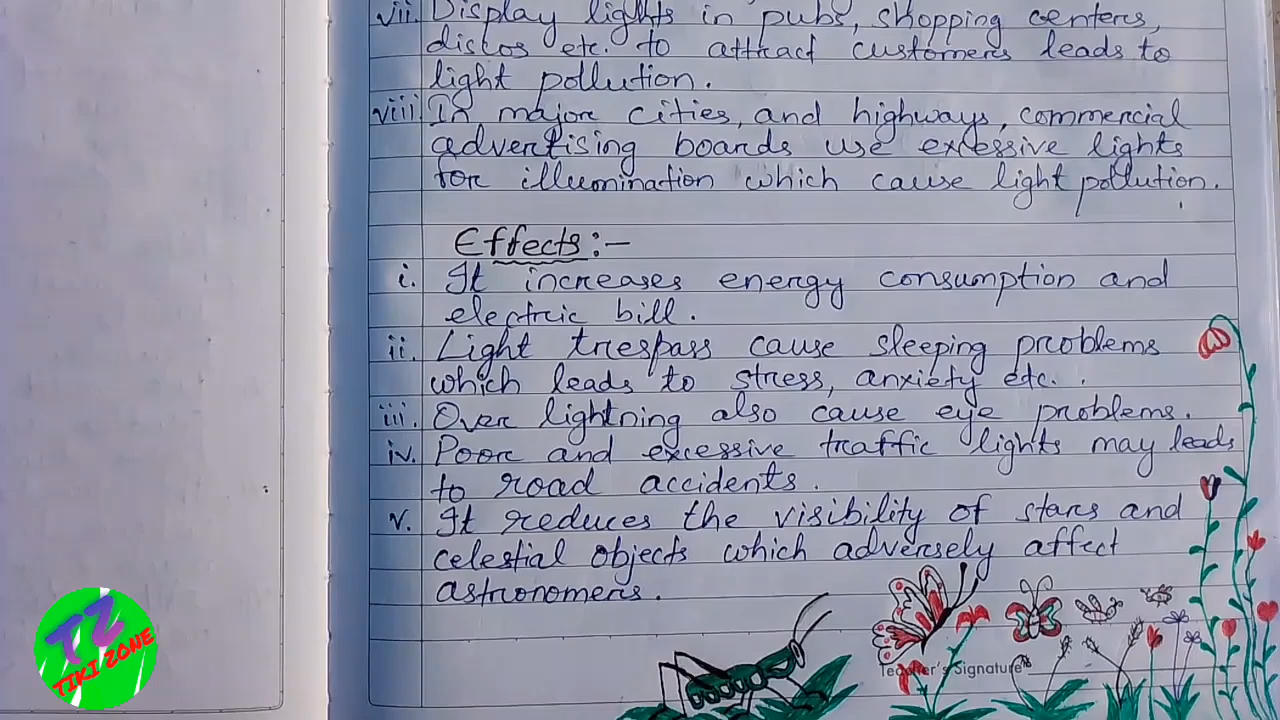 vii. Display lights in pubs, shopping centers,
discos etc. to attract customers leads to
light pollution.
viii. In major cities, and highways, commercial
advertising boards use excessive lights
for illumination which cause light pollution.
Effects:-
i. It increases energy consumption and
electric bill.
ii. Light trespass cause sleeping problems
which leads to stress, anxiety etc..
iii. Over lightning also cause eye problems.
iv. Poor and excessive traffic lights may leads
to road accidents.
v. It reduces the visibility of stars and
celestial objects which adversely affect
astronomers.
Teacher's Signature
TZ
TIKI ZONE